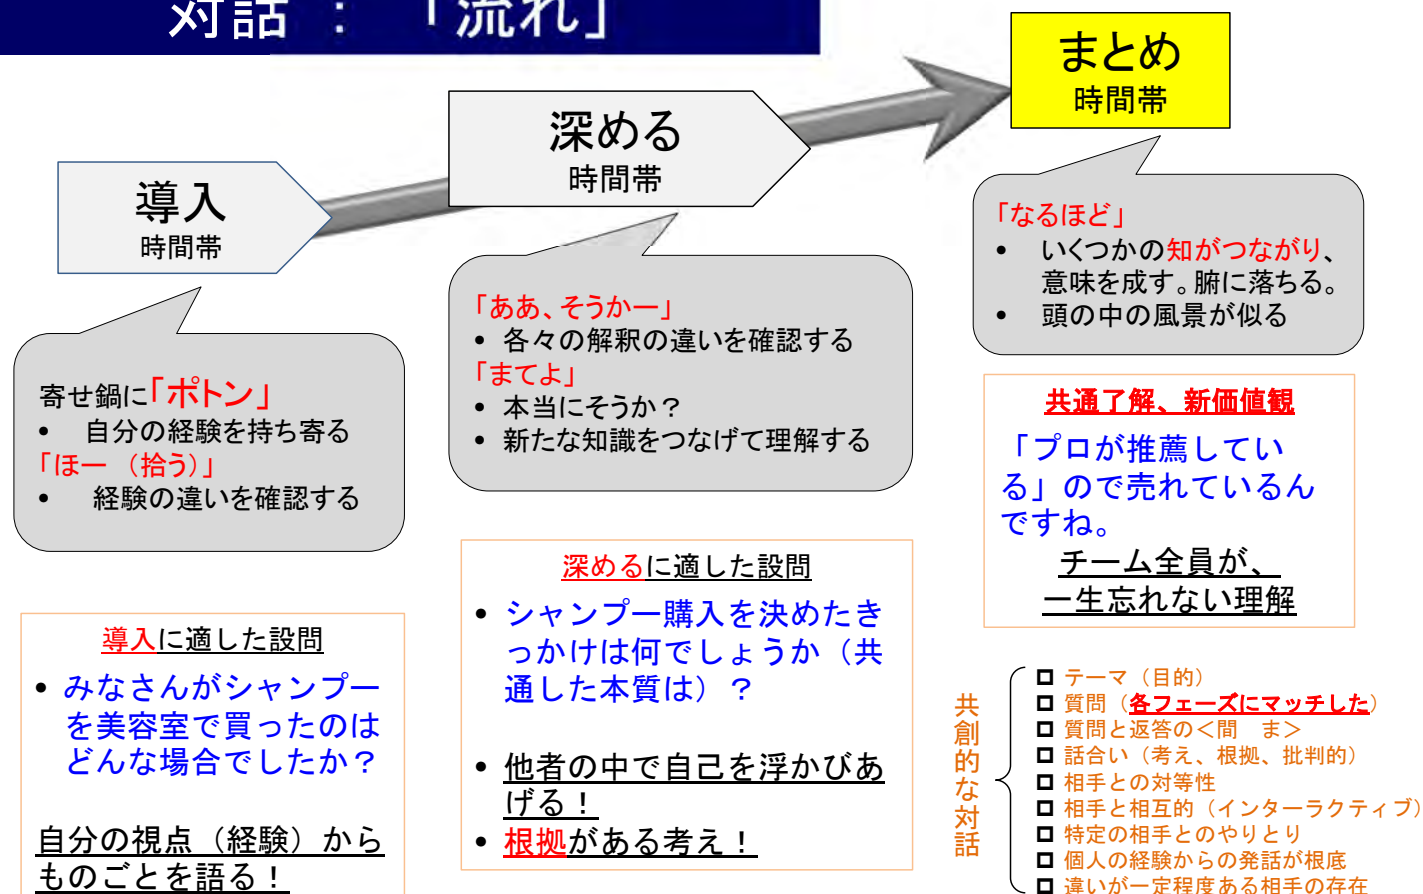 対話 : 「流れ」
導入
時間帯
深める
時間帯
まとめ
時間帯
寄せ鍋に「ポトン」
• 自分の経験を持ち寄る
「ほー （拾う）」
• 経験の違いを確認する
「ああ、そうかー」
• 各々の解釈の違いを確認する
「まてよ」
• 本当にそうか？
• 新たな知識をつなげて理解する
「なるほど」
• いくつかの知がつながり、
意味を成す。腑に落ちる。
• 頭の中の風景が似る
導入に適した設問
• みなさんがシャンプー
を美容室で買ったのは
どんな場合でしたか？
自分の視点（経験）から
ものごとを語る！
深めるに適した設問
• シャンプー購入を決めたき
っかけは何でしょうか（共
通した本質は）？
• 他者の中で自己を浮かびあ
げる！
• 根拠がある考え！
共通了解、新価値観
「プロが推薦してい
る」ので売れているん
ですね。
チーム全員が、
一生忘れない理解
共創的な対話
テーマ（目的）
質問（各フェーズにマッチした）
質問と返答の＜間 ま＞
話合い（考え、根拠、批判的）
相手との対等性
相手と相互的（インターラクティブ）
特定の相手とのやりとり
個人の経験からの発話が根底
違いが一定程度ある相手の存在